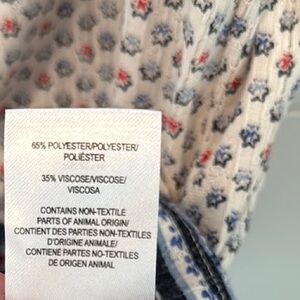 65% POLYESTER/POLYESTER/
POLIÉSTER
35% VISCOSE/VISCOSE/
VISCOSA
CONTAINS NON-TEXTILE
PARTS OF ANIMAL ORIGIN/
CONTIENT DES PARTIES NON-TEXTILES
D'ORIGINE ANIMALE/
CONTIENE PARTES NO-TEXTILES
DE ORIGEN ANIMAL